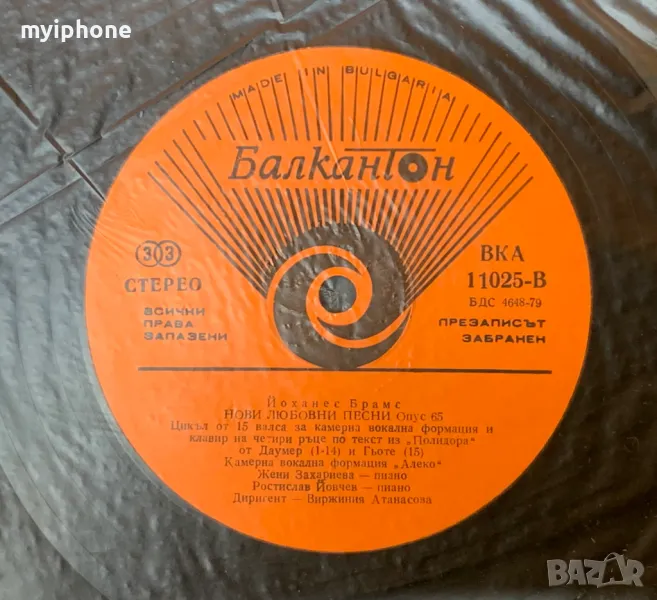 myiphone
MADE IN BULGARIA
Балкантон
33
СТЕРЕО
ВСИЧНИ
ПРАВА
ЗАПАЗЕНИ
ВКА
11025-В
БДС 4648-79
ПРЕЗАПИСЪТ
ЗАБРАНЕН
Йоханес Брамс
НОВИ ЛЮБОВНИ ПЕСНИ Опус 65
Цикъл от 15 валса за камерна вокална формация и
клавир на четири ръце по текст из „Полидора“
от Даумер (1-14) и Гьоте (15)
Камерна вокална формация „Алеко“
Жени Захариева — пиано
Ростислав Йовчев — пиано
Диригент — Виржиния Атанасова
BAZAR